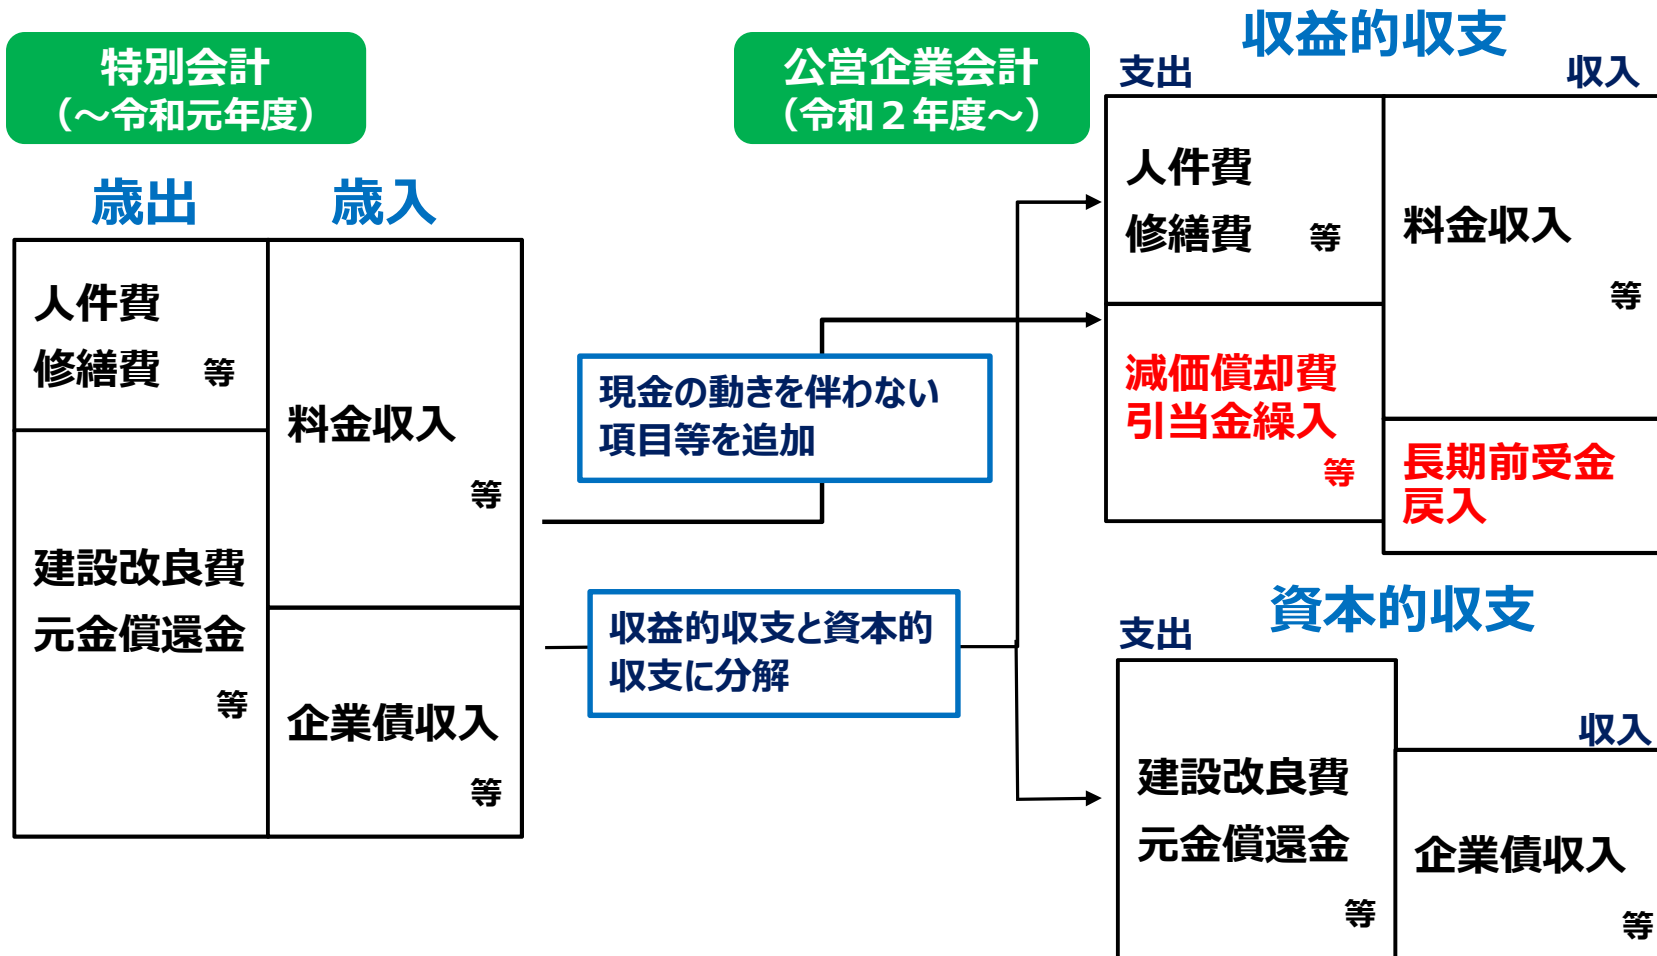 特別会計
（～令和元年度）
歳出
歳入
人件費
修繕費 等
建設改良費
元金償還金
等
料金収入
等
企業債収入
等
現金の動きを伴わない
項目等を追加
収益的収支と資本的
収支に分解
公営企業会計
（令和２年度～）
収益的収支
支出
収入
人件費
修繕費 等
減価償却費
引当金繰入
等
料金収入
等
長期前受金
戻入
資本的収支
支出
収入
建設改良費
元金償還金
等
企業債収入
等